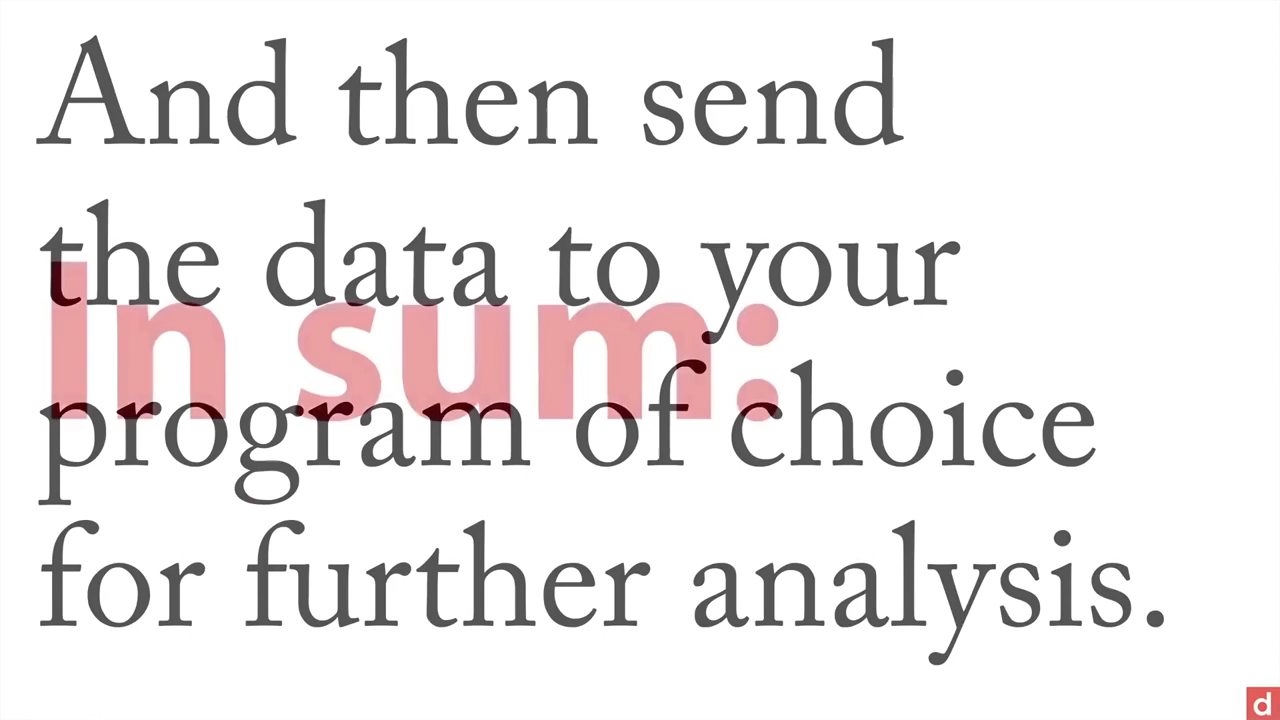 And then send
the data to your
In sum:
program of choice
for further analysis.
d